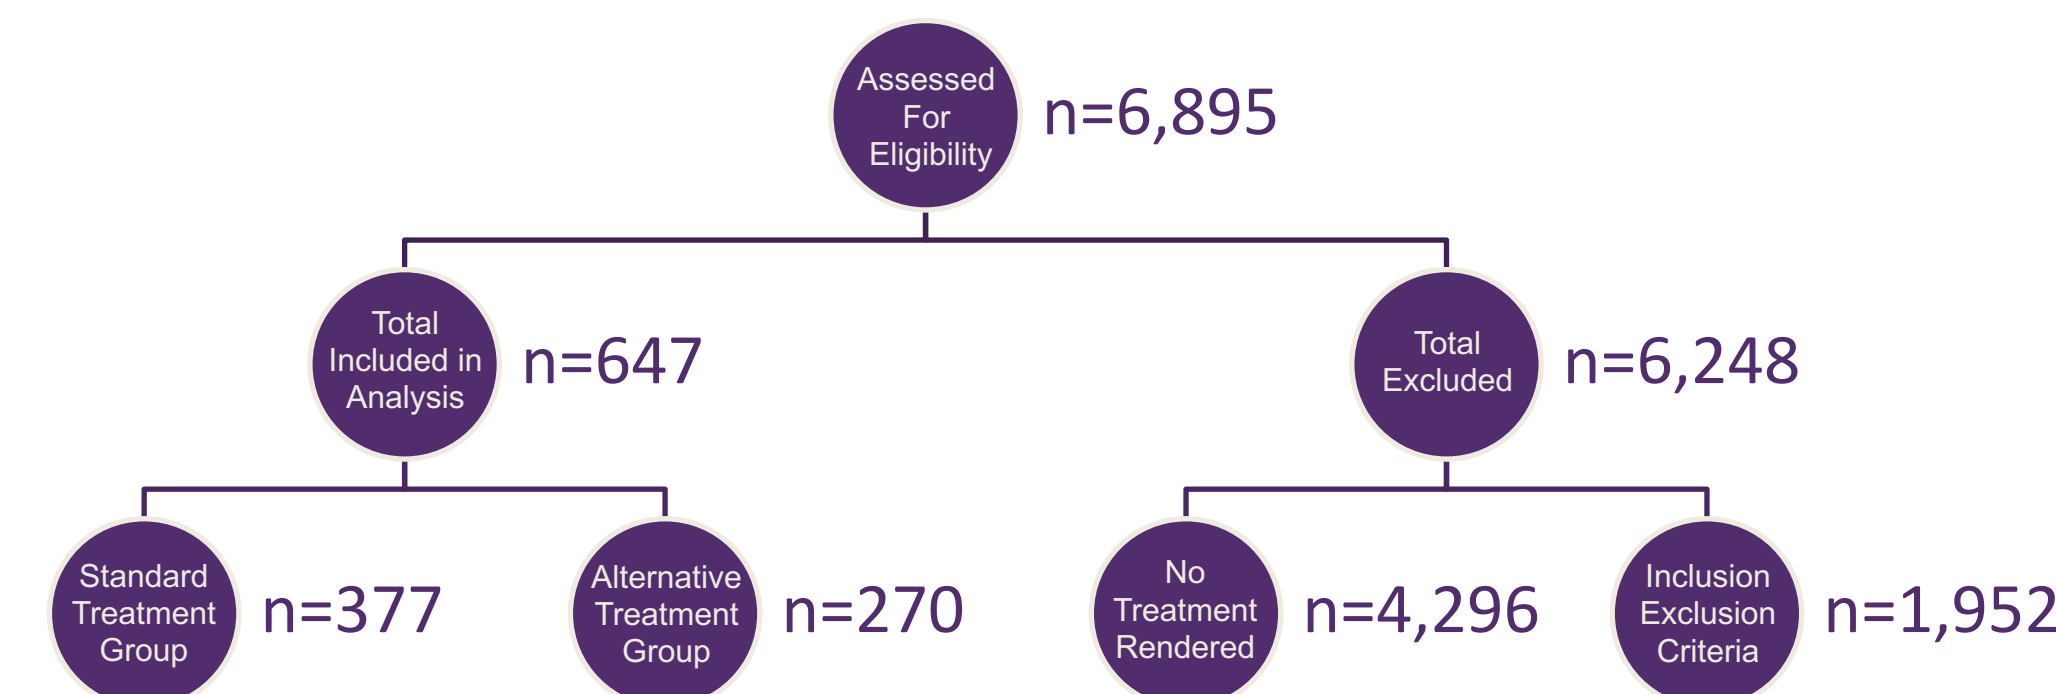 Assessed
For
Eligibility
n=6,895
Total
Included in
Analysis
n=647
Total
Excluded
n=6,248
Standard
Treatment
Group
n=377
Alternative
Treatment
Group
n=270
No
Treatment
Rendered
n=4,296
Inclusion
Exclusion
Criteria
n=1,952